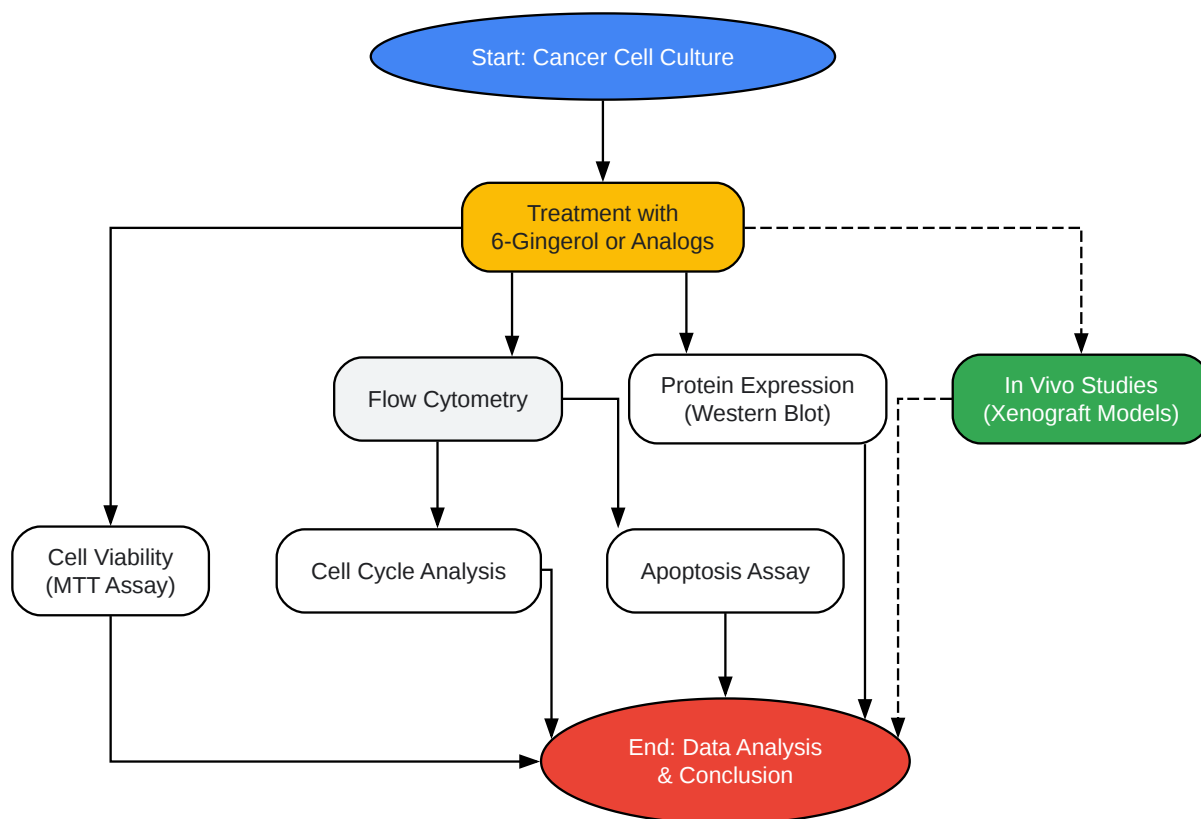 Start: Cancer Cell Culture
Treatment with
6-Gingerol or Analogs
Flow Cytometry
Protein Expression
(Western Blot)
In Vivo Studies
(Xenograft Models)
Cell Viability
(MTT Assay)
Cell Cycle Analysis
Apoptosis Assay
End: Data Analysis
& Conclusion